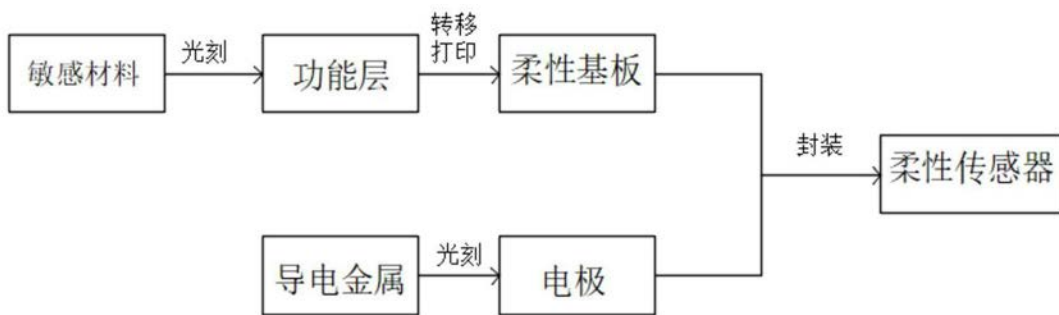 敏感材料
光刻
功能层
转移
打印
柔性基板
封装
柔性传感器
导电金属
光刻
电极